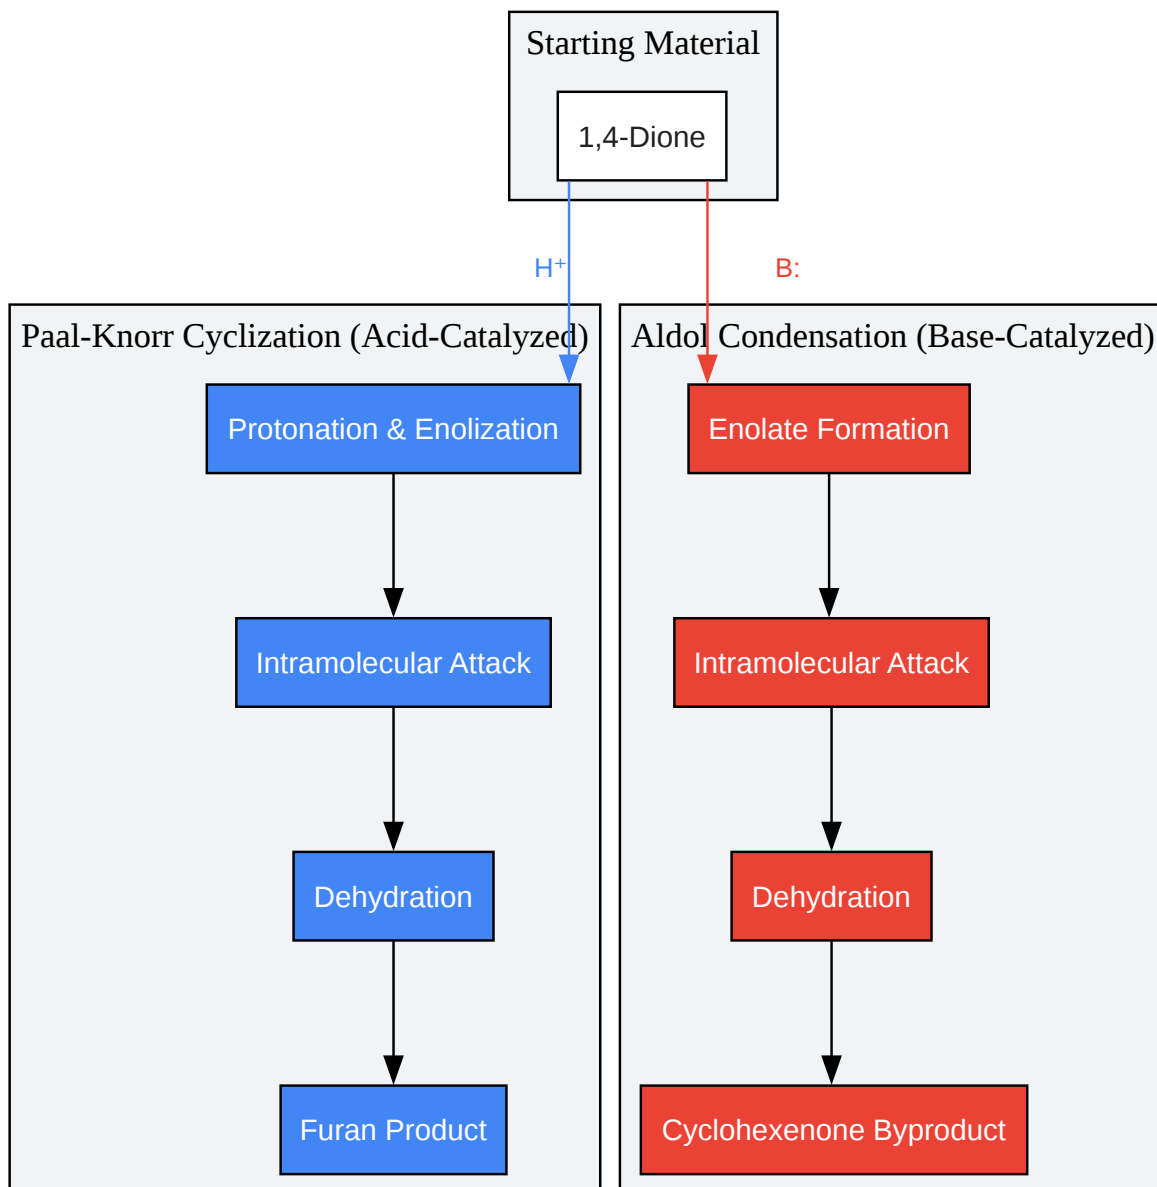 Starting Material
1,4-Dione
H⁺
B:
Paal-Knorr Cyclization (Acid-Catalyzed)
Aldol Condensation (Base-Catalyzed)
Protonation & Enolization
Enolate Formation
Intramolecular Attack
Intramolecular Attack
Dehydration
Dehydration
Furan Product
Cyclohexenone Byproduct